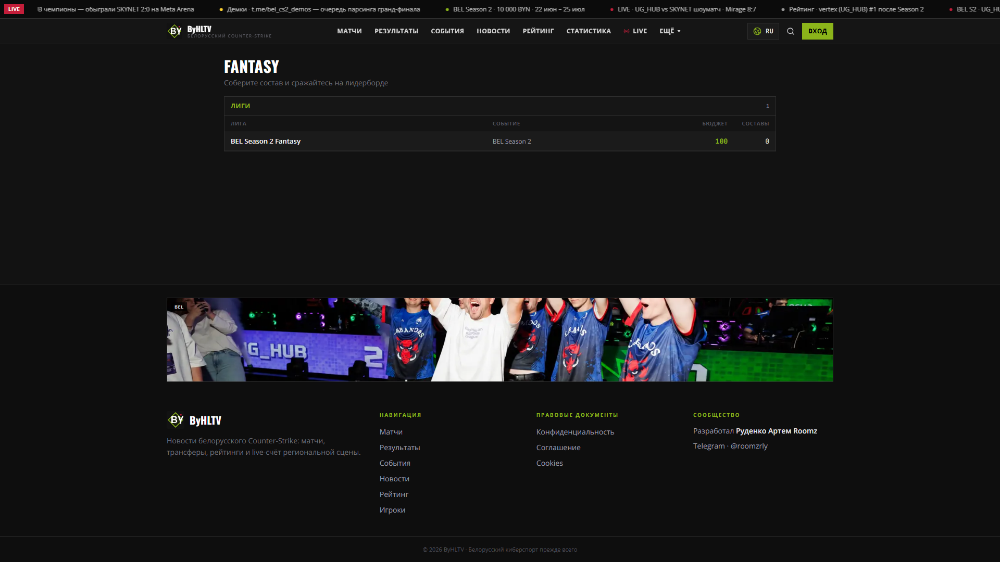 LIVE
чемпионы — обыграли SKYNET 2:0 на Meta Arena
Демки · t.me/bel_cs2_demos — очередь парсинга гранд-финала
BEL Season 2 · 10 000 BYN · 22 июн – 25 июл
LIVE · UG_HUB vs SKYNET шоуматч · Mirage 8:7
Рейтинг · vertex (UG_HUB) #1 после Season 2
BEL S2 · UG_HU
BY ByHLTV
БЕЛОРУССКИЙ COUNTER-STRIKE
МАТЧИ РЕЗУЛЬТАТЫ СОБЫТИЯ НОВОСТИ РЕЙТИНГ СТАТИСТИКА LIVE ЕЩЁ
RU
ВХОД
FANTASY
Соберите состав и сражайтесь на лидерборде
ЛИГИ 1
ЛИГА СОБЫТИЕ БЮДЖЕТ СОСТАВЫ
BEL Season 2 Fantasy BEL Season 2 100 0
BEL
UG_HUB 2
BY ByHLTV
Новости белорусского Counter-Strike: матчи,
трансферы, рейтинги и live-счёт региональной сцены.
НАВИГАЦИЯ
Матчи
Результаты
События
Новости
Рейтинг
Игроки
ПРАВОВЫЕ ДОКУМЕНТЫ
Конфиденциальность
Соглашение
Cookies
СООБЩЕСТВО
Разработал Руденко Артем Roomz
Telegram · @roomzrly
© 2026 ByHLTV · Белорусский киберспорт прежде всего